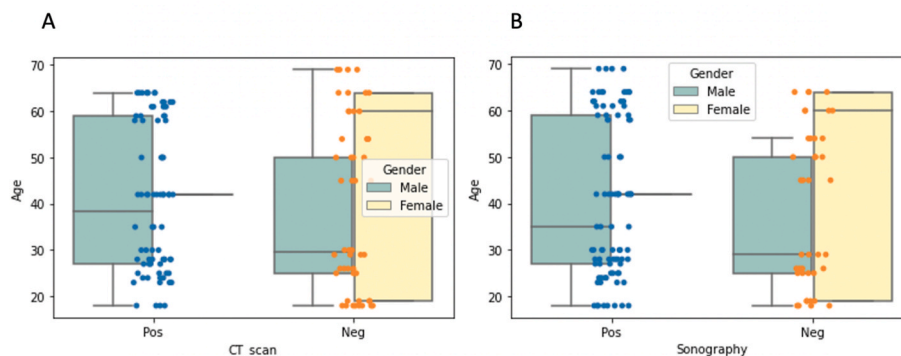 A
70
60
50
40
30
20
Age
Gender
Male
Female
Pos
Neg
CT scan
B
70
60
50
40
30
20
Age
Gender
Male
Female
Pos
Neg
Sonography